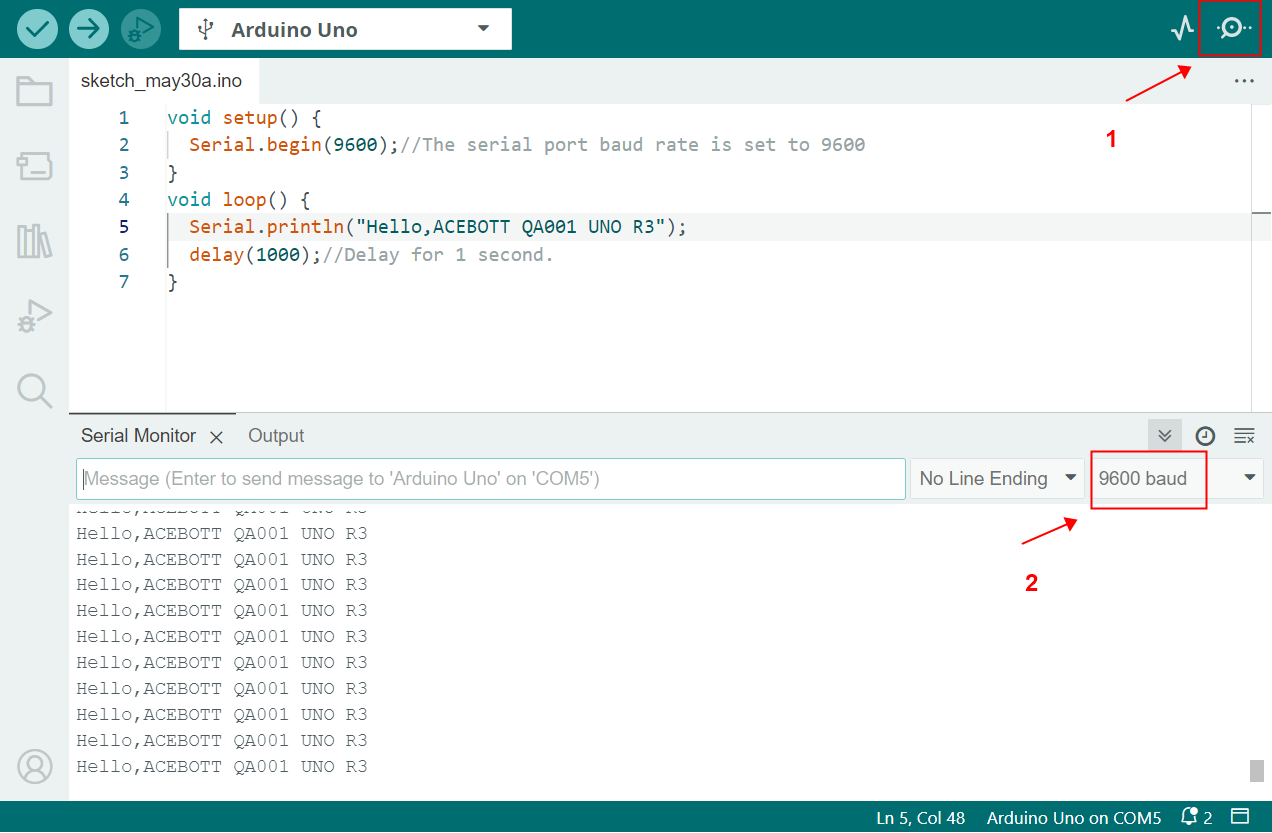 Arduino Uno
sketch_may30a.ino
1
1 void setup() {
2 Serial.begin(9600);//The serial port baud rate is set to 9600
3 }
4 void loop() {
5 Serial.println("Hello,ACEBOTT QA001 UNO R3");
6 delay(1000);//Delay for 1 second.
7 }
Serial Monitor Output
Message (Enter to send message to 'Arduino Uno' on 'COM5') No Line Ending 9600 baud
2
Hello,ACEBOTT QA001 UNO R3
Hello,ACEBOTT QA001 UNO R3
Hello,ACEBOTT QA001 UNO R3
Hello,ACEBOTT QA001 UNO R3
Hello,ACEBOTT QA001 UNO R3
Hello,ACEBOTT QA001 UNO R3
Hello,ACEBOTT QA001 UNO R3
Hello,ACEBOTT QA001 UNO R3
Hello,ACEBOTT QA001 UNO R3
Hello,ACEBOTT QA001 UNO R3
Hello,ACEBOTT QA001 UNO R3
Ln 5, Col 48 Arduino Uno on COM5 2